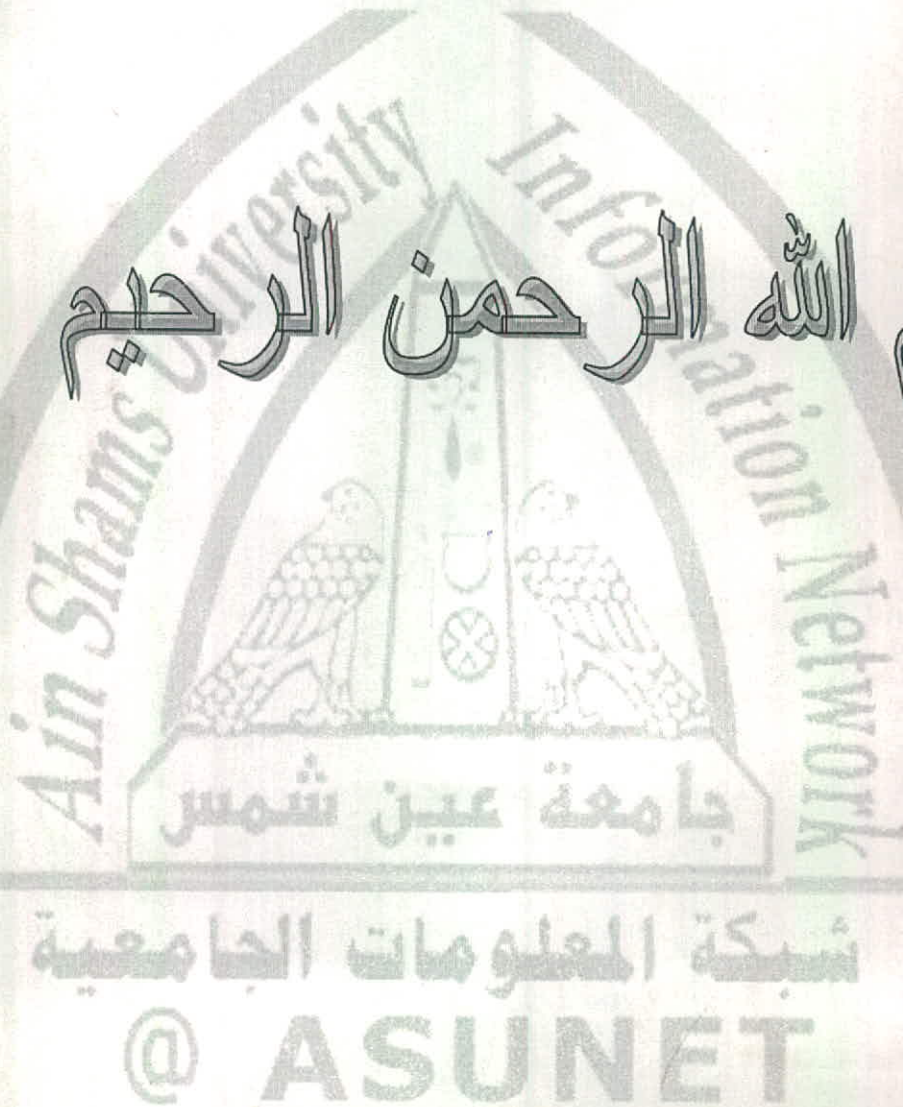 Ain Shams University Information Network
م الله الرحمن الرحيم
جامعة عين شمس
شبكة المعلومات الجامعية
@ ASUNET